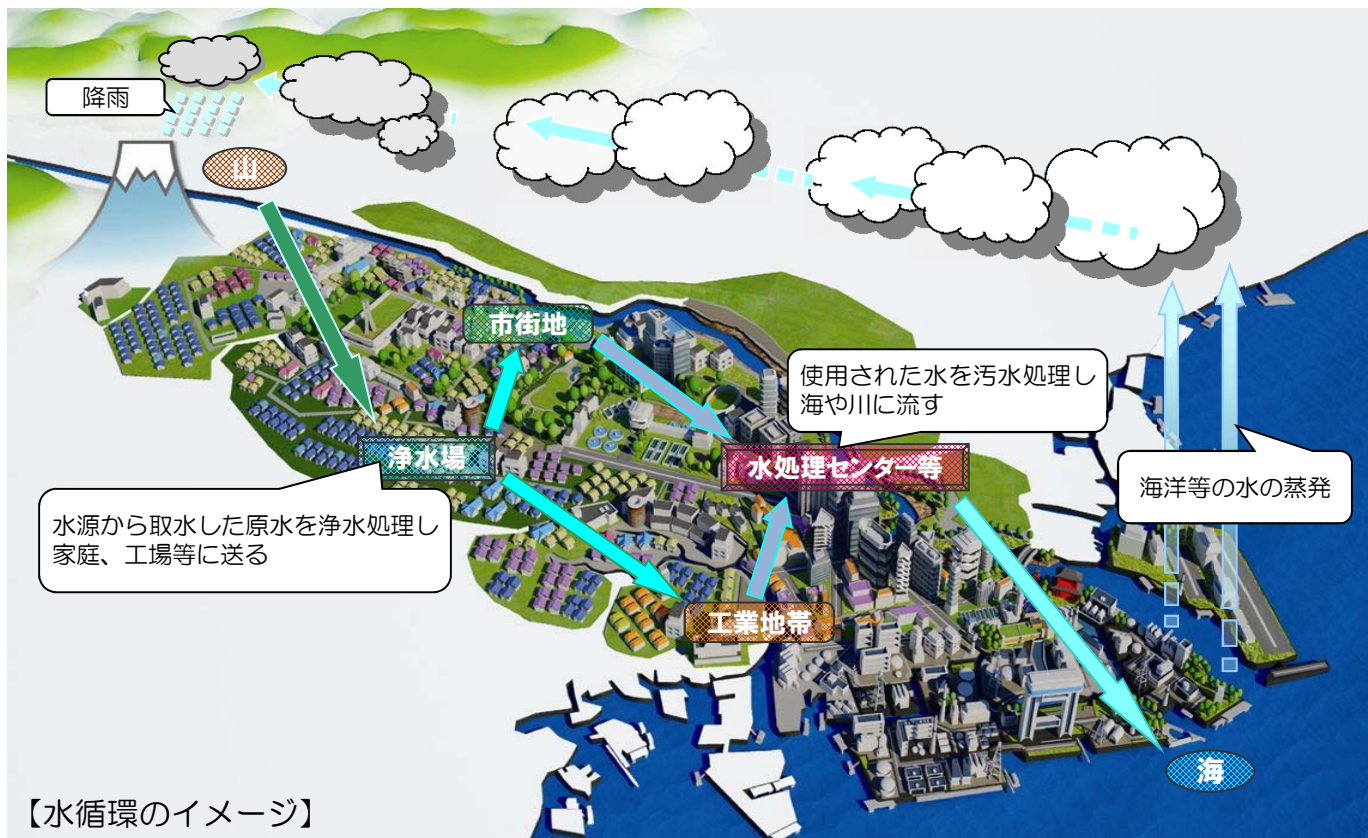 降雨
山
市街地
使用された水を汚水処理し
海や川に流す
浄水場
水処理センター等
海洋等の水の蒸発
水源から取水した原水を浄水処理し
家庭、工場等に送る
工業地帯
海
【水循環のイメージ】